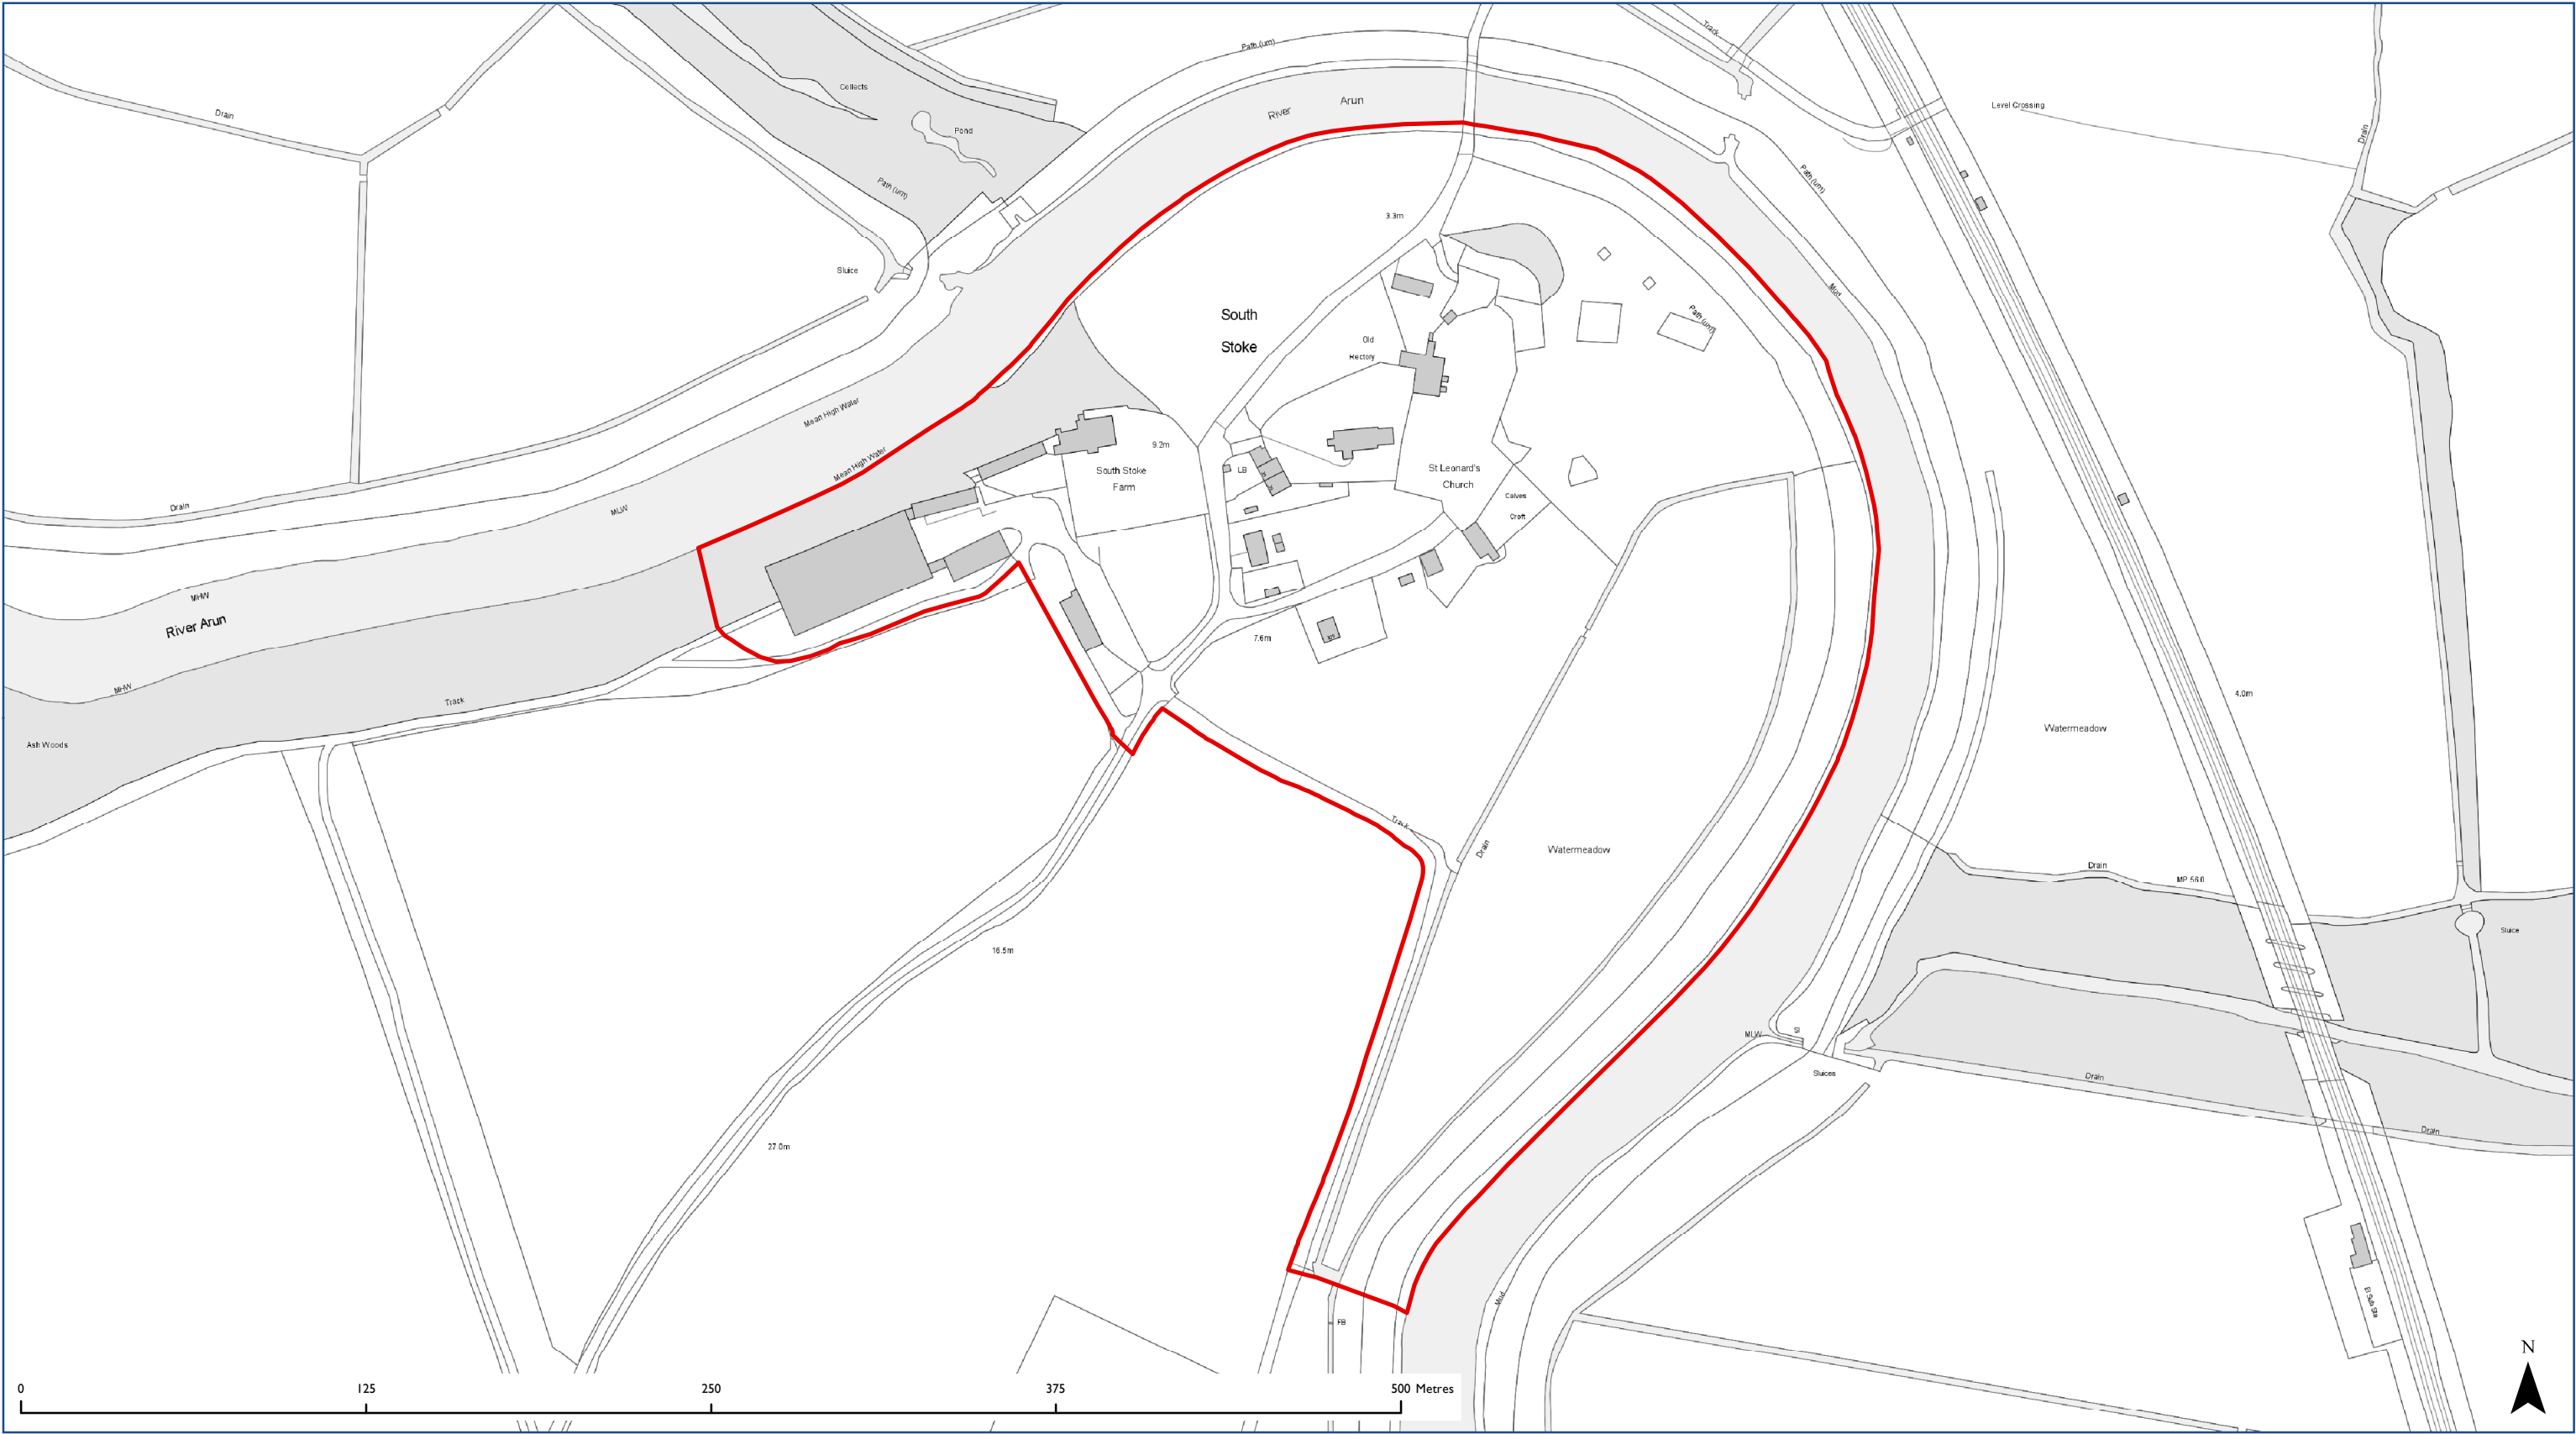 Path (um)
Track
Drain
Collects
Level Crossing
River
Arun
Pond
Drain
Path (um)
Path (um)
3.3m
Sluice
Mud
South
Stoke
Path (um)
Old
Rectory
Mean High Water
9.2m
Mean High Water
South Stoke
Farm
LB
St Leonard's
Church
Calves
Croft
Drain
MLW
MHW
River Arun
7.6m
MHW
Track
4.0m
Ash Woods
Watermeadow
Track
Drain
Watermeadow
Drain
MP 56.0
Sluice
16.5m
MLW
Sl
Sluices
Drain
Drain
27.0m
Mud
El Sub Sta
FB
N
0
125
250
375
500 Metres